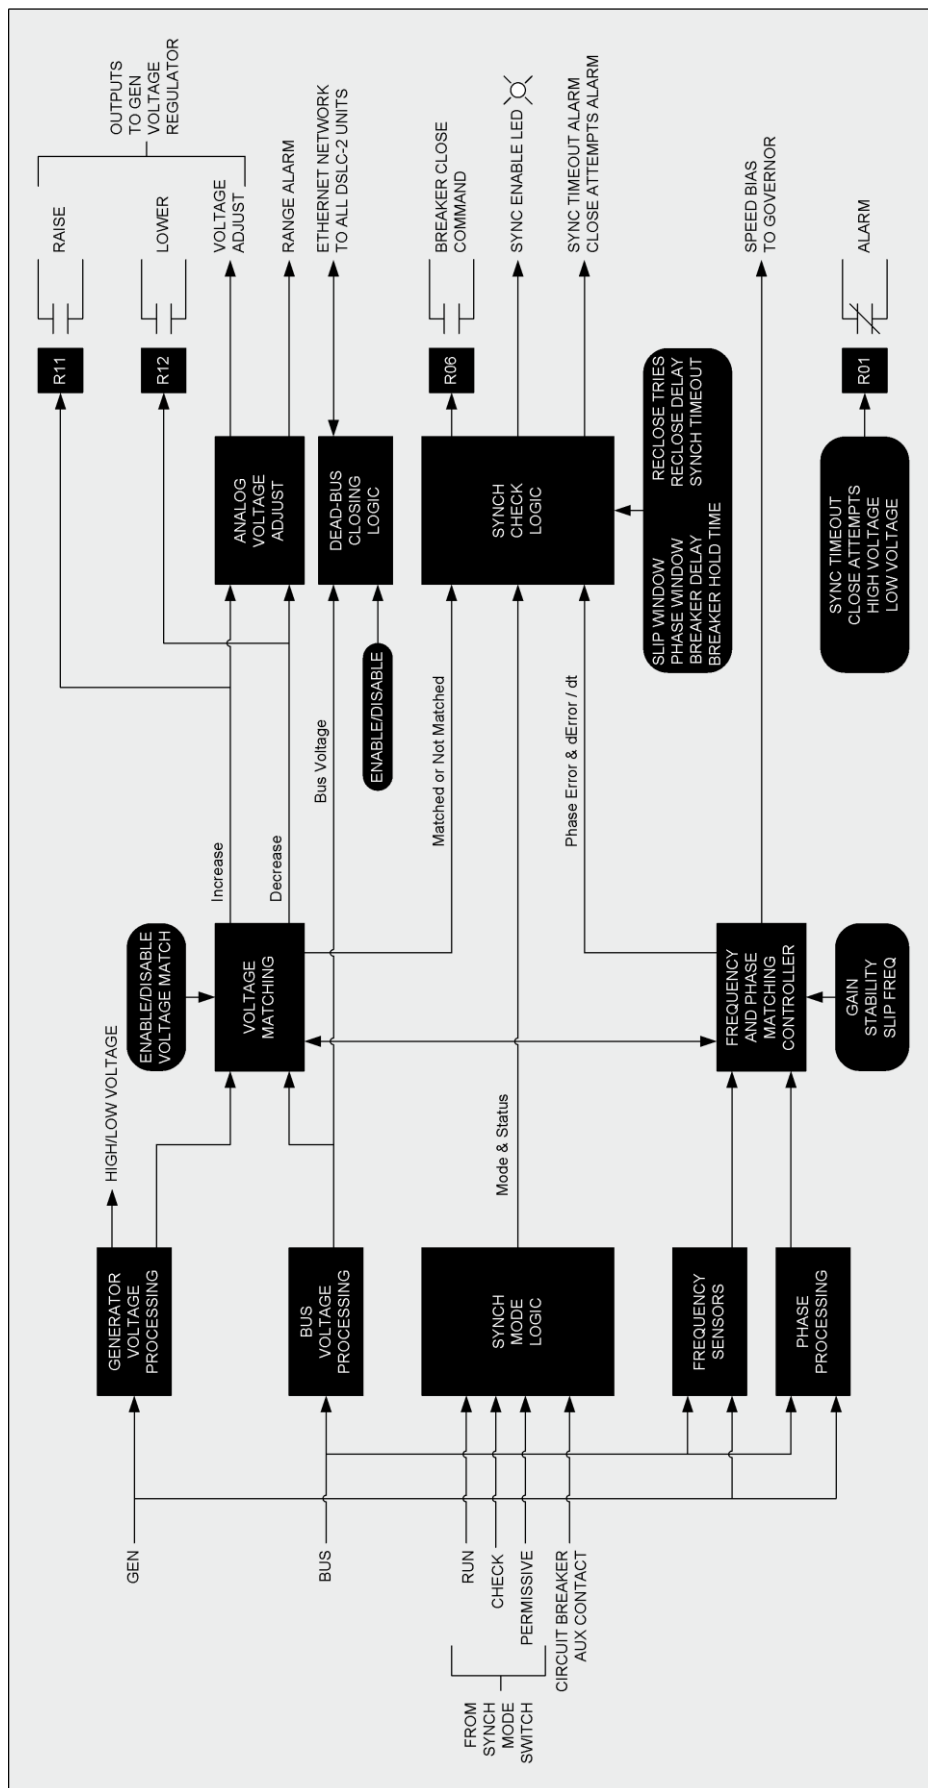 GEN
BUS
RUN
CHECK
PERMISSIVE
FROM
SYNCH
MODE
SWITCH
CIRCUIT BREAKER
AUX CONTACT
GENERATOR
VOLTAGE
PROCESSING
HIGH/LOW VOLTAGE
BUS
VOLTAGE
PROCESSING
SYNCH
MODE
LOGIC
FREQUENCY
SENSORS
PHASE
PROCESSING
Mode & Status
ENABLE/DISABLE
VOLTAGE MATCH
VOLTAGE
MATCHING
FREQUENCY
AND PHASE
MATCHING
CONTROLLER
GAIN
STABILITY
SLIP FREQ
Increase
Decrease
Bus Voltage
Matched or Not Matched
Phase Error & dError / dt
ENABLE/DISABLE
ANALOG
VOLTAGE
ADJUST
DEAD-BUS
CLOSING
LOGIC
SYNCH
CHECK
LOGIC
SLIP WINDOW
PHASE WINDOW
BREAKER DELAY
BREAKER HOLD TIME
RECLOSE TRIES
RECLOSE DELAY
SYNCH TIMEOUT
SYNC TIMEOUT
CLOSE ATTEMPTS
HIGH VOLTAGE
LOW VOLTAGE
R11
R12
R06
R01
RAISE
LOWER
VOLTAGE
ADJUST
OUTPUTS
TO GEN
VOLTAGE
REGULATOR
RANGE ALARM
ETHERNET NETWORK
TO ALL DSLC-2 UNITS
BREAKER CLOSE
COMMAND
SYNC ENABLE LED
SYNC TIMEOUT ALARM
CLOSE ATTEMPTS ALARM
SPEED BIAS
TO GOVERNOR
ALARM